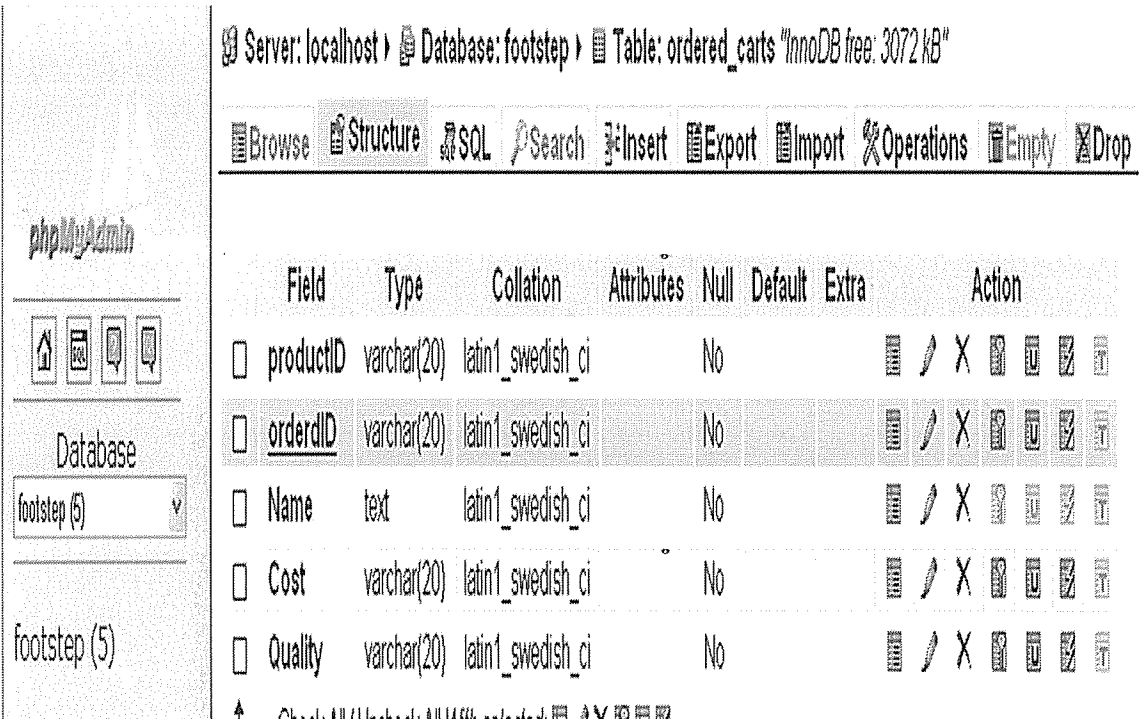 Server: localhost ▸ Database: footstep ▸ Table: ordered_carts "InnoDB free: 3072 kB"
Browse Structure SQL Search Insert Export Import Operations Empty Drop
phpMyAdmin
Field Type Collation Attributes Null Default Extra Action
productID varchar(20) latin1_swedish_ci No
SQL
orderdID varchar(20) latin1_swedish_ci No
Database
footstep (5)
Name text latin1_swedish_ci No
Cost varchar(20) latin1_swedish_ci No
footstep (5)
Quality varchar(20) latin1_swedish_ci No